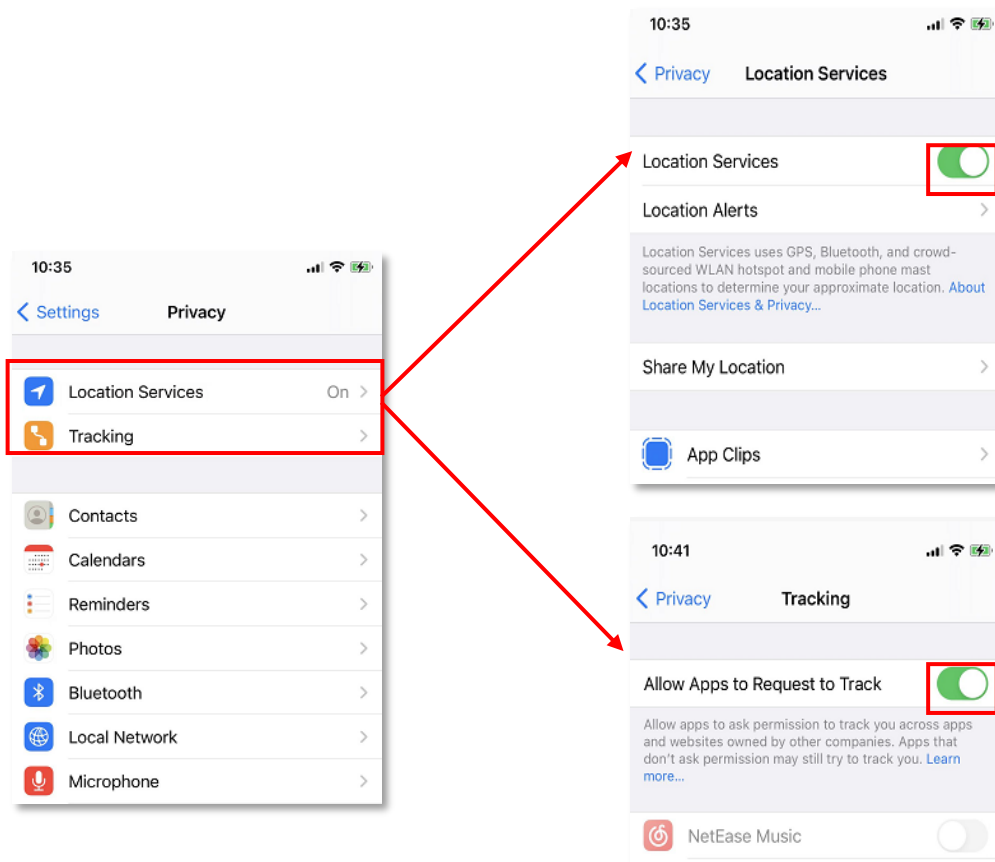 10:35
Settings
Privacy
Location Services
On
Tracking
Contacts
Calendars
Reminders
Photos
Bluetooth
Local Network
Microphone
10:35
Privacy
Location Services
Location Services
Location Alerts
Location Services uses GPS, Bluetooth, and crowd-
sourced WLAN hotspot and mobile phone mast
locations to determine your approximate location. About
Location Services & Privacy...
Share My Location
App Clips
10:41
Privacy
Tracking
Allow Apps to Request to Track
Allow apps to ask permission to track you across apps
and websites owned by other companies. Apps that
don't ask permission may still try to track you. Learn
more...
NetEase Music